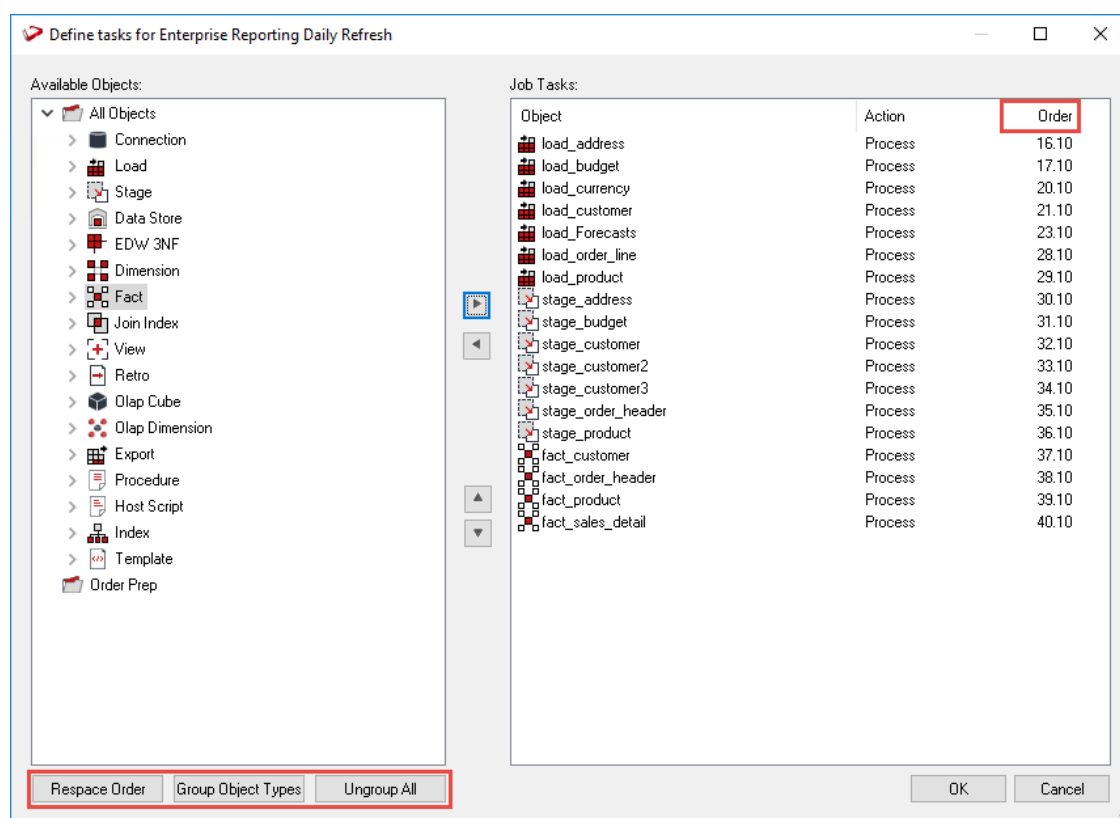 Define tasks for Enterprise Reporting Daily Refresh
Available Objects:
All Objects
Connection
Load
Stage
Data Store
EDW 3NF
Dimension
Fact
Join Index
View
Retro
Olap Cube
Olap Dimension
Export
Procedure
Host Script
Index
Template
Order Prep
Respace Order Group Object Types Ungroup All
Job Tasks:
Object Action Order
load_address Process 16.10
load_budget Process 17.10
load_currency Process 20.10
load_customer Process 21.10
load_Forecasts Process 23.10
load_order_line Process 28.10
load_product Process 29.10
stage_address Process 30.10
stage_budget Process 31.10
stage_customer Process 32.10
stage_customer2 Process 33.10
stage_customer3 Process 34.10
stage_order_header Process 35.10
stage_product Process 36.10
fact_customer Process 37.10
fact_order_header Process 38.10
fact_product Process 39.10
fact_sales_detail Process 40.10
OK Cancel